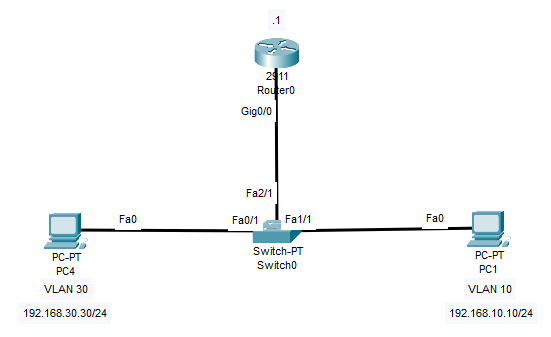 .1
2911
Router0
Gig0/0
Fa2/1
Fa0
Fa0/1
Fa1/1
Fa0
PC-PT
PC4
Switch-PT
Switch0
PC-PT
PC1
VLAN 30
VLAN 10
192.168.30.30/24
192.168.10.10/24